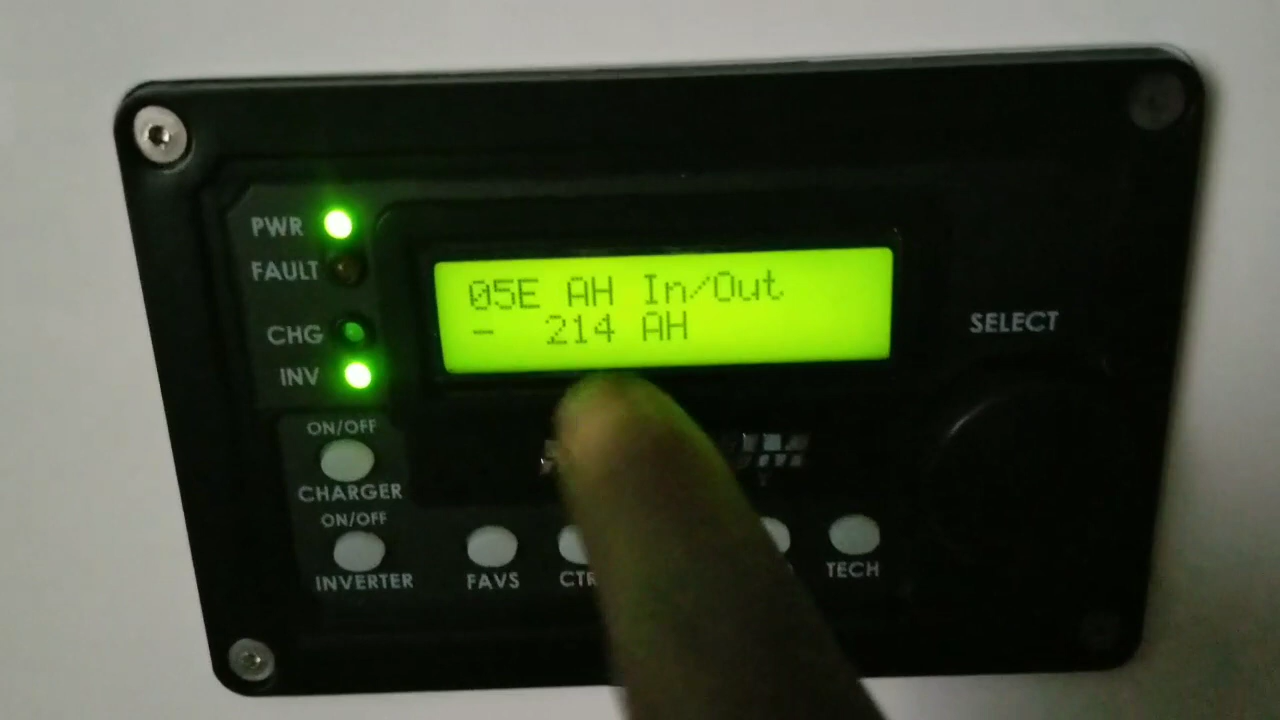 PWR
FAULT
CHG
INV
05E AH In/Out
- 214 AH
SELECT
ON/OFF
CHARGER
ON/OFF
INVERTER
FAVS
TECH